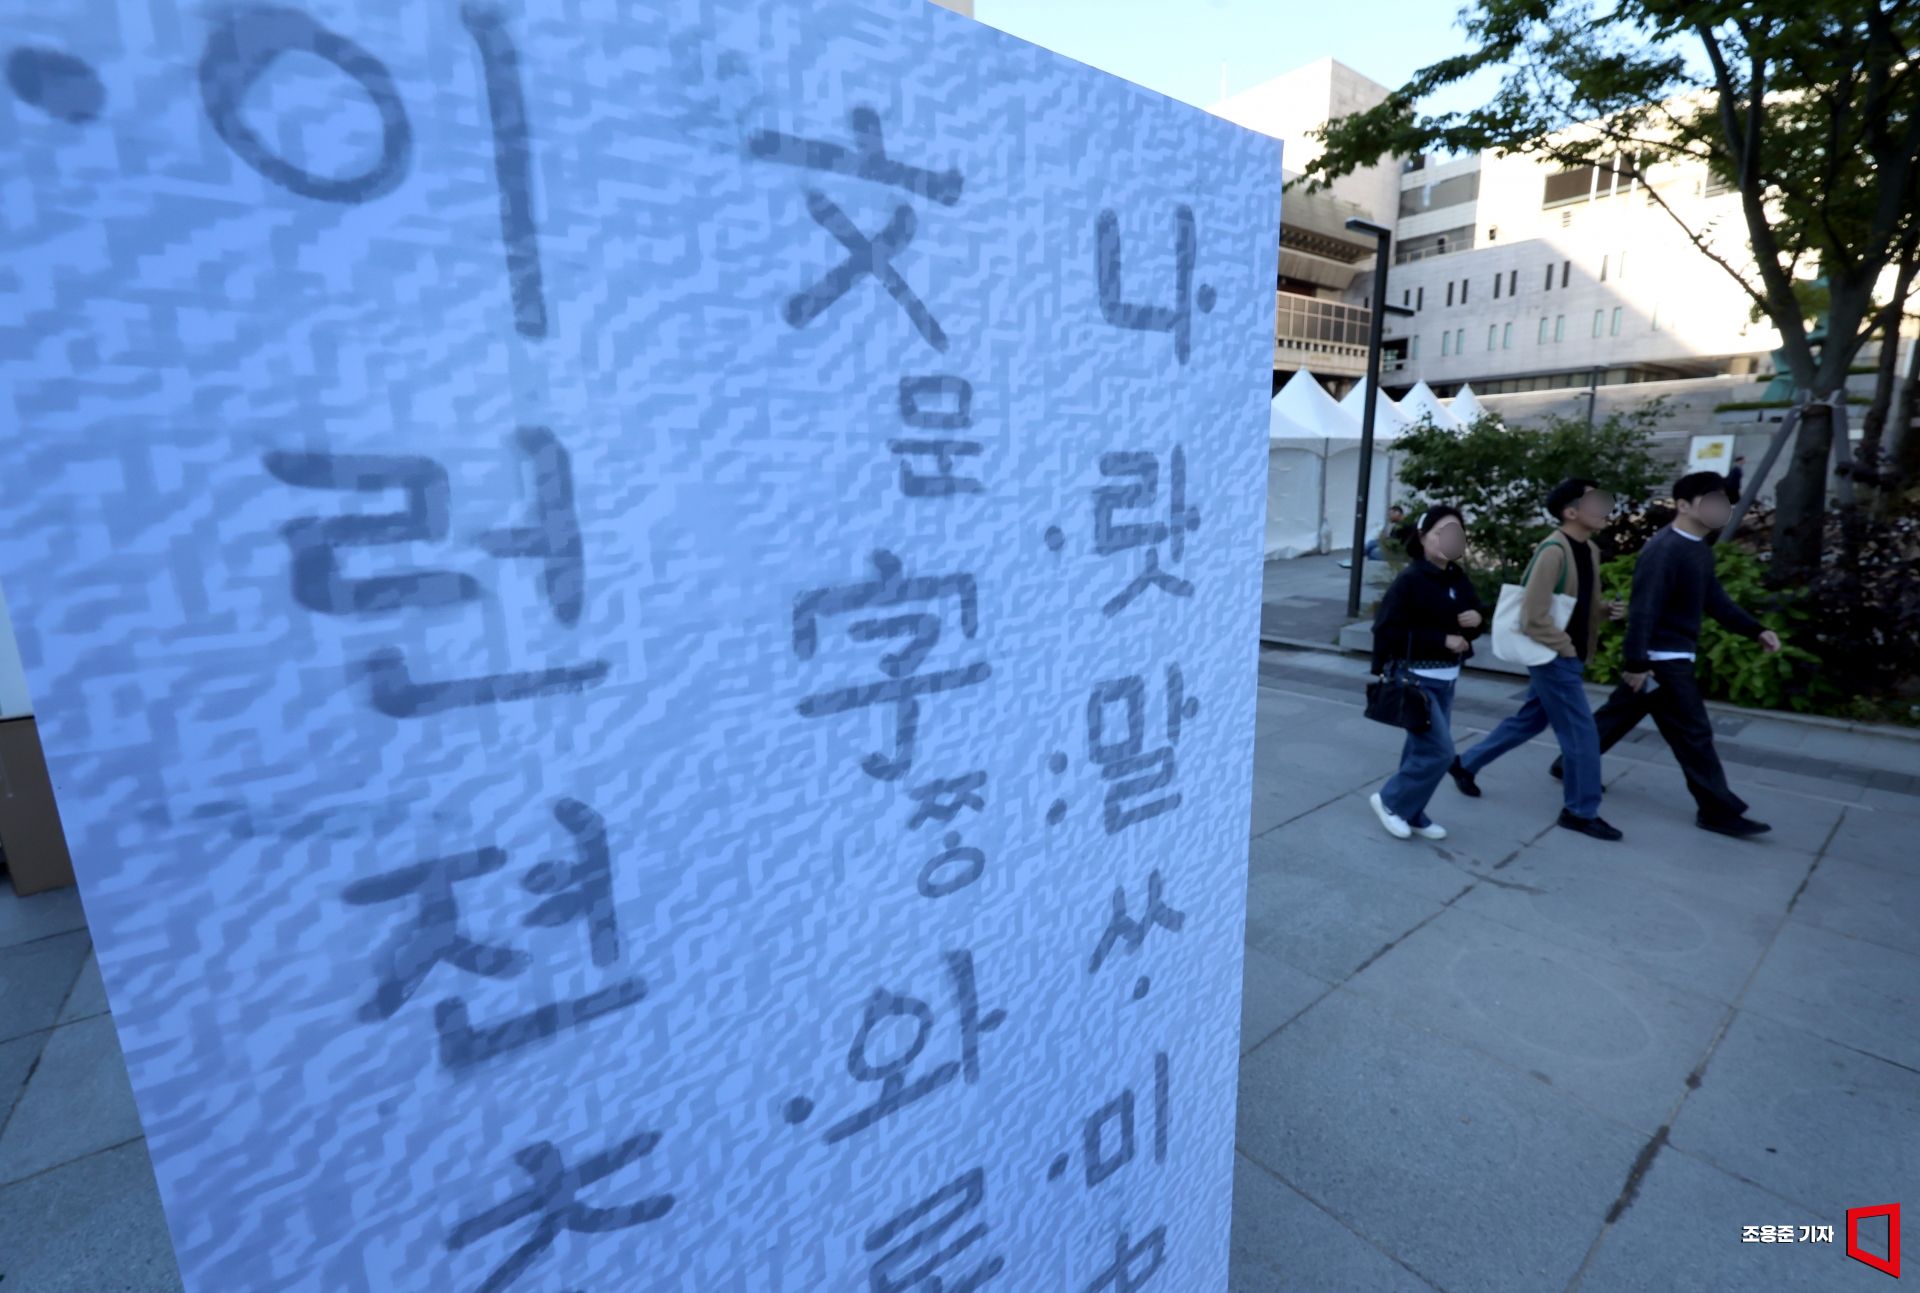 나·랏:말ᄊᆞ·미
文문字ᄍᆞᆼ·와
·이런젼
조용준 기자